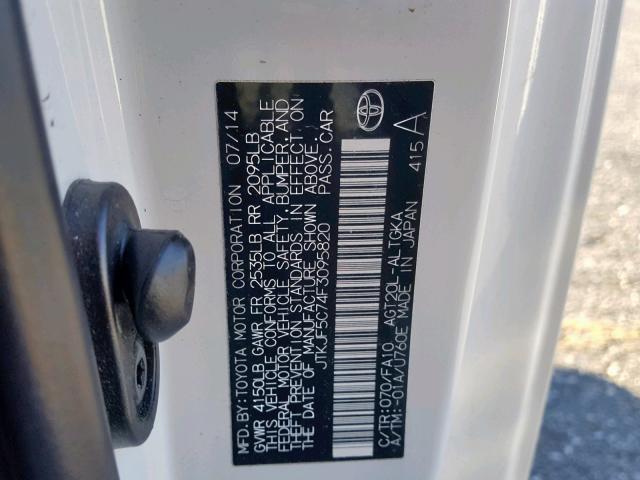 MFD.BY:TOYOTA MOTOR CORPORATION 07/14
GVWR 4150LB GAWR FR 2535LB RR 2095LB
THIS VEHICLE CONFORMS TO ALL APPLICABLE
FEDERAL MOTOR VEHICLE SAFETY, BUMPER, AND
THEFT PREVENTION STANDARDS IN EFFECT ON
THE DATE OF MANUFACTURE SHOWN ABOVE.
JTKJF5C74F3095820 PASS.CAR
C/TR:070/FA10 AGT20L-ALTGKA
A/TM:-01A/U760E MADE IN JAPAN 415 A